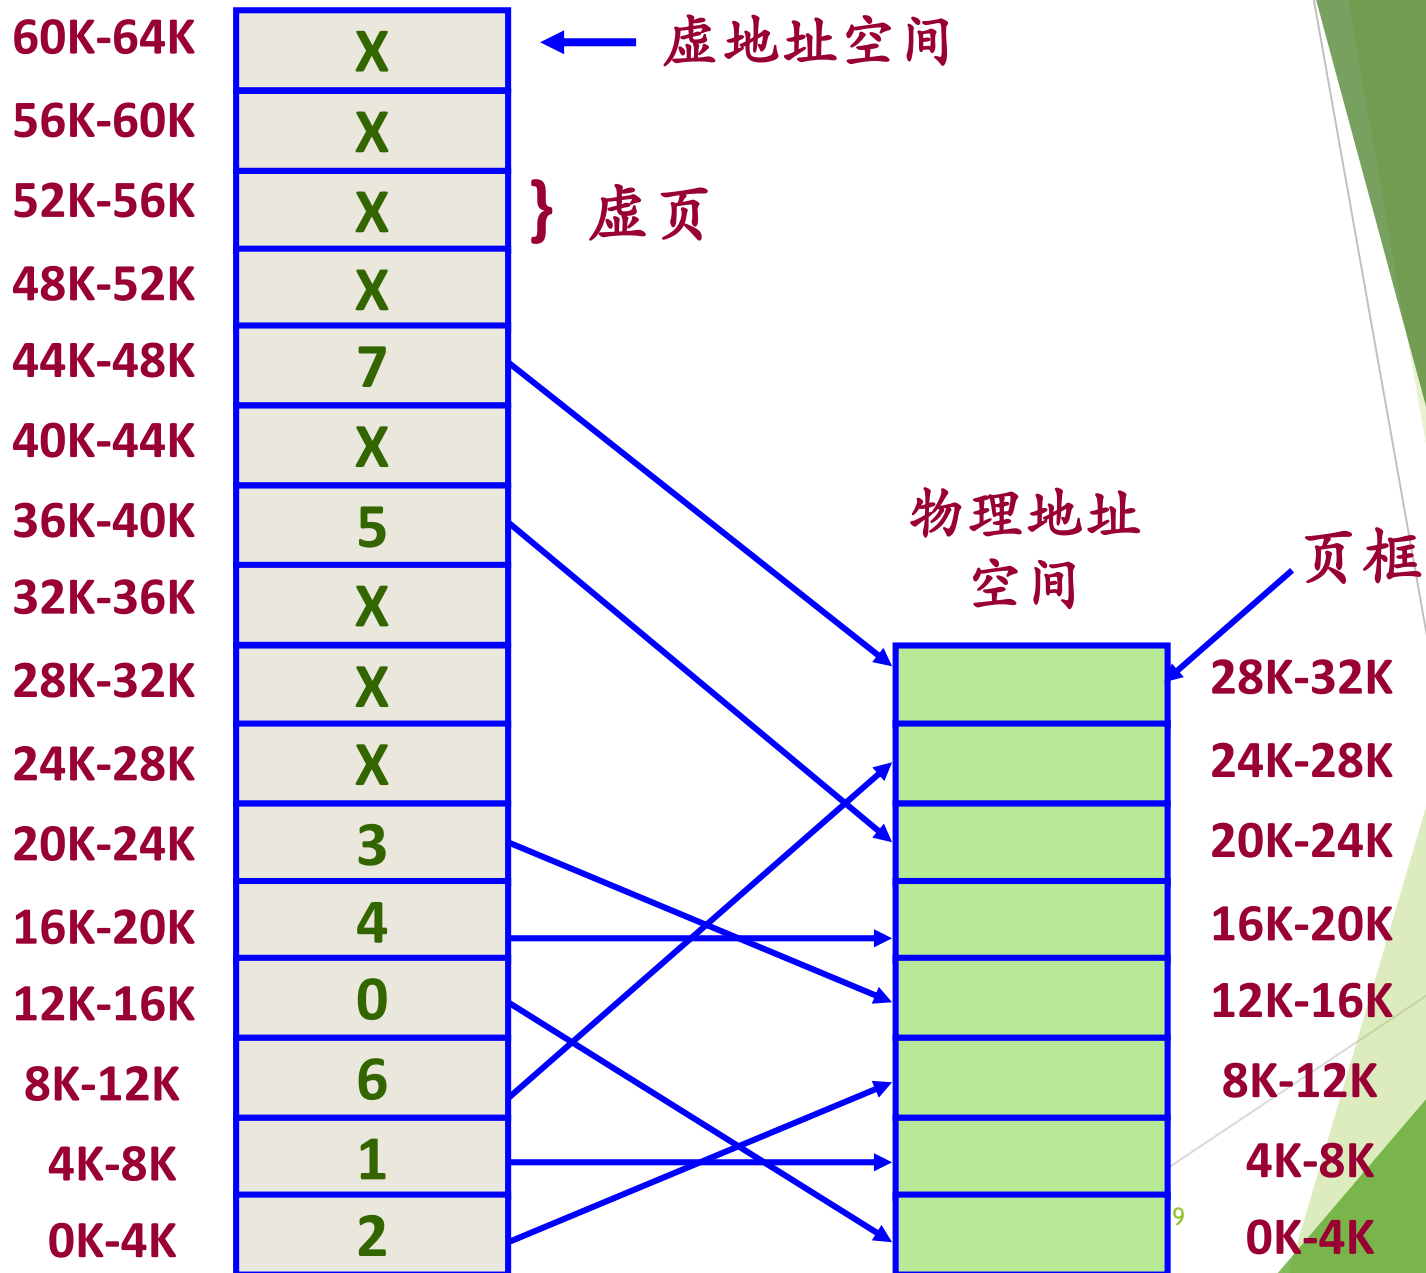 60K-64K X 虚地址空间
56K-60K X
52K-56K X } 虚页
48K-52K X
44K-48K 7
40K-44K X
36K-40K 5
物理地址
空间
页框
32K-36K X
28K-32K X 28K-32K
24K-28K X 24K-28K
20K-24K 3 20K-24K
16K-20K 4 16K-20K
12K-16K 0 12K-16K
8K-12K 6 8K-12K
4K-8K 1 4K-8K
0K-4K 2 9 0K-4K